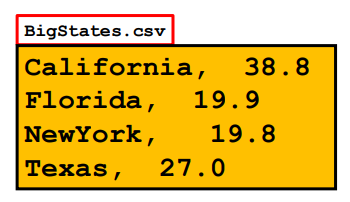 BigStates.csv
California,  38.8
Florida,  19.9
NewYork,   19.8
Texas,  27.0